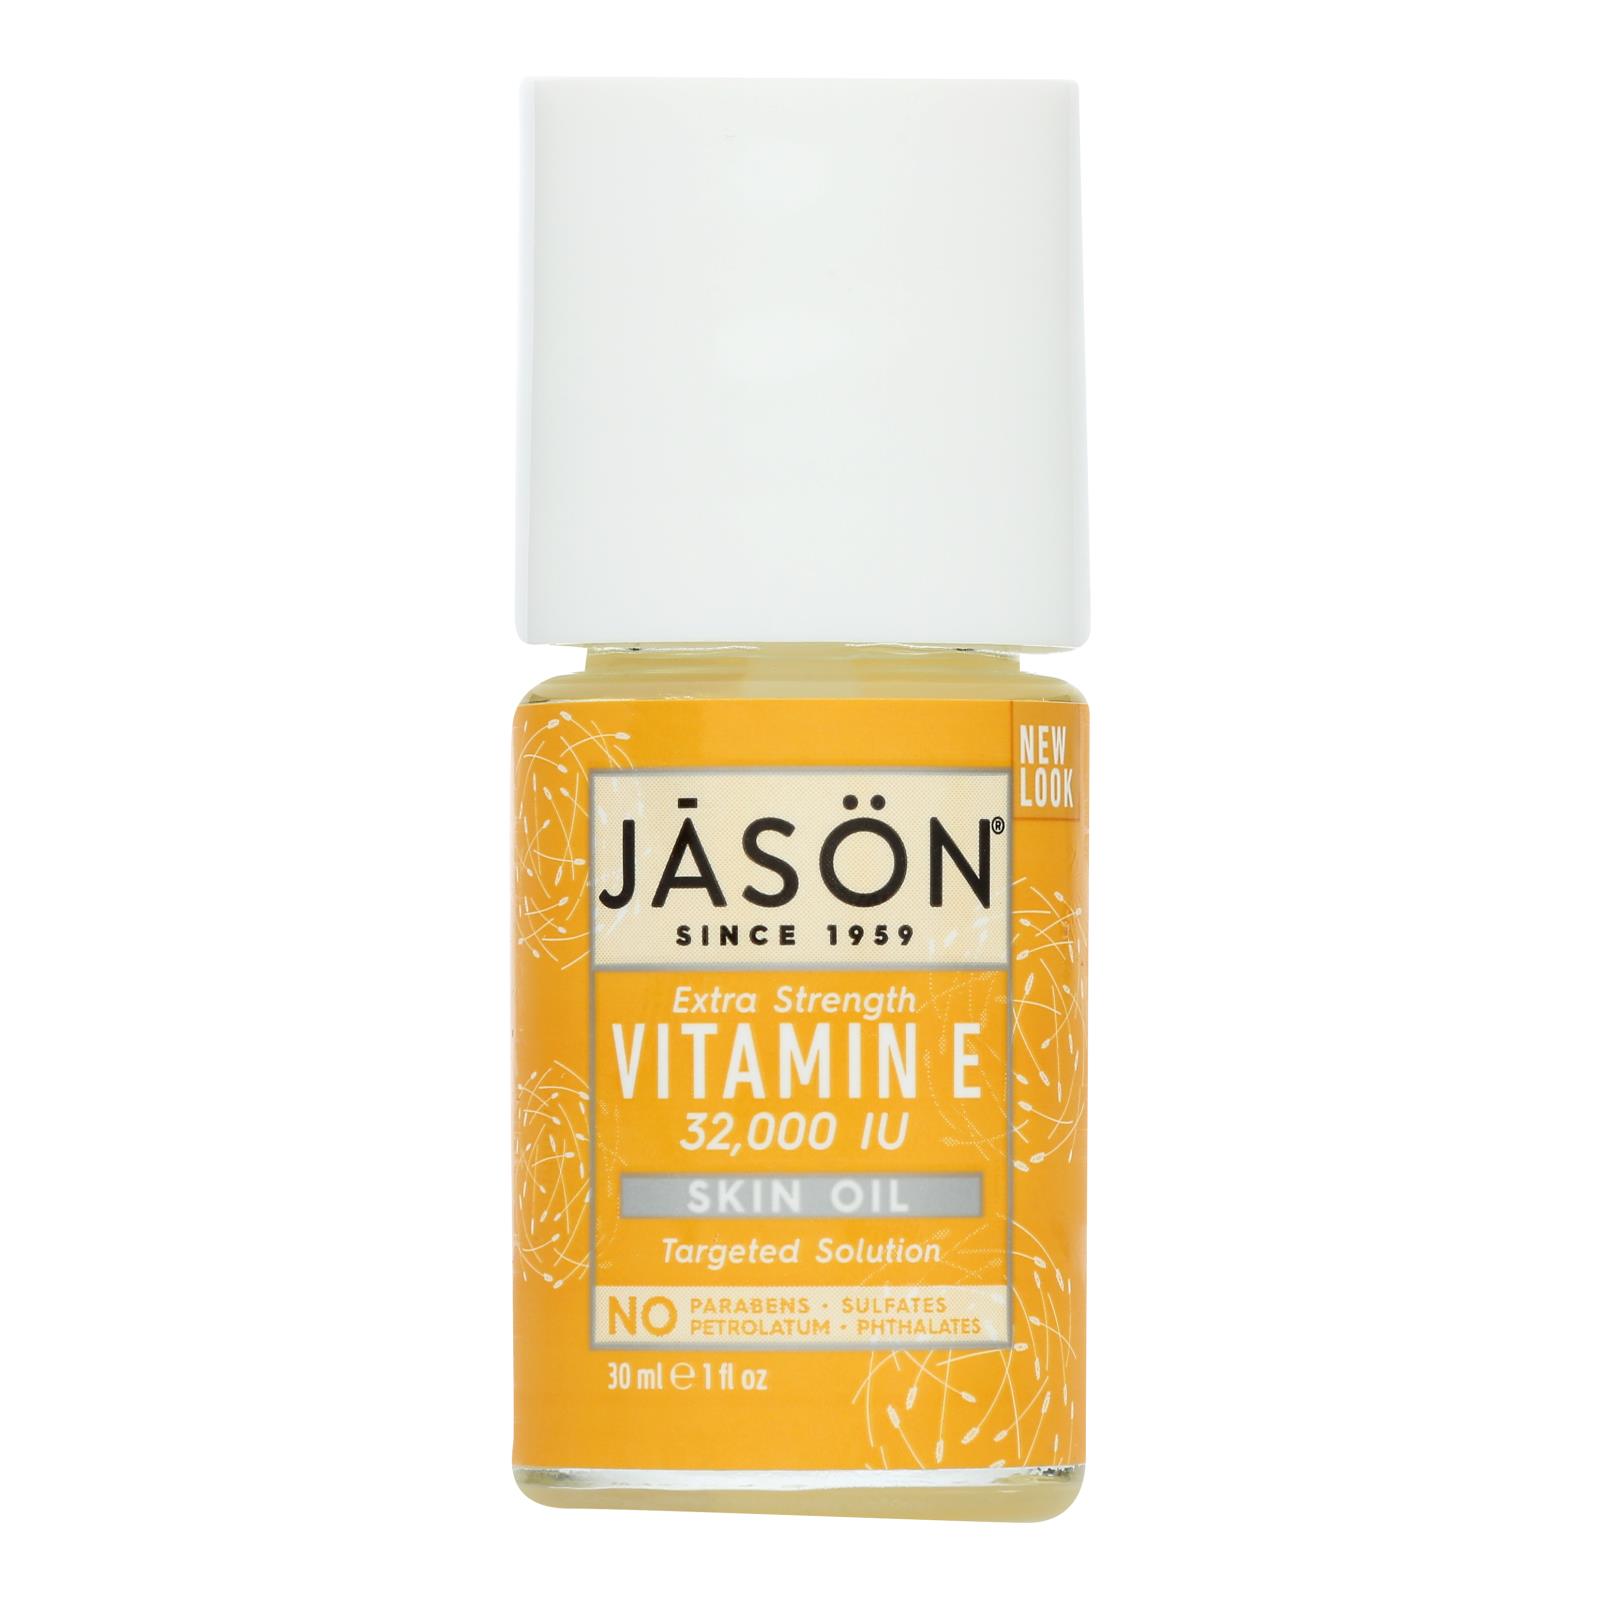 NEW
LOOK
JĀSÖN®
SINCE 1959
Extra Strength
VITAMIN E
32,000 IU
SKIN OIL
Targeted Solution
NO PARABENS • SULFATES
PETROLATUM • PHTHALATES
30 ml ℮ 1 fl oz